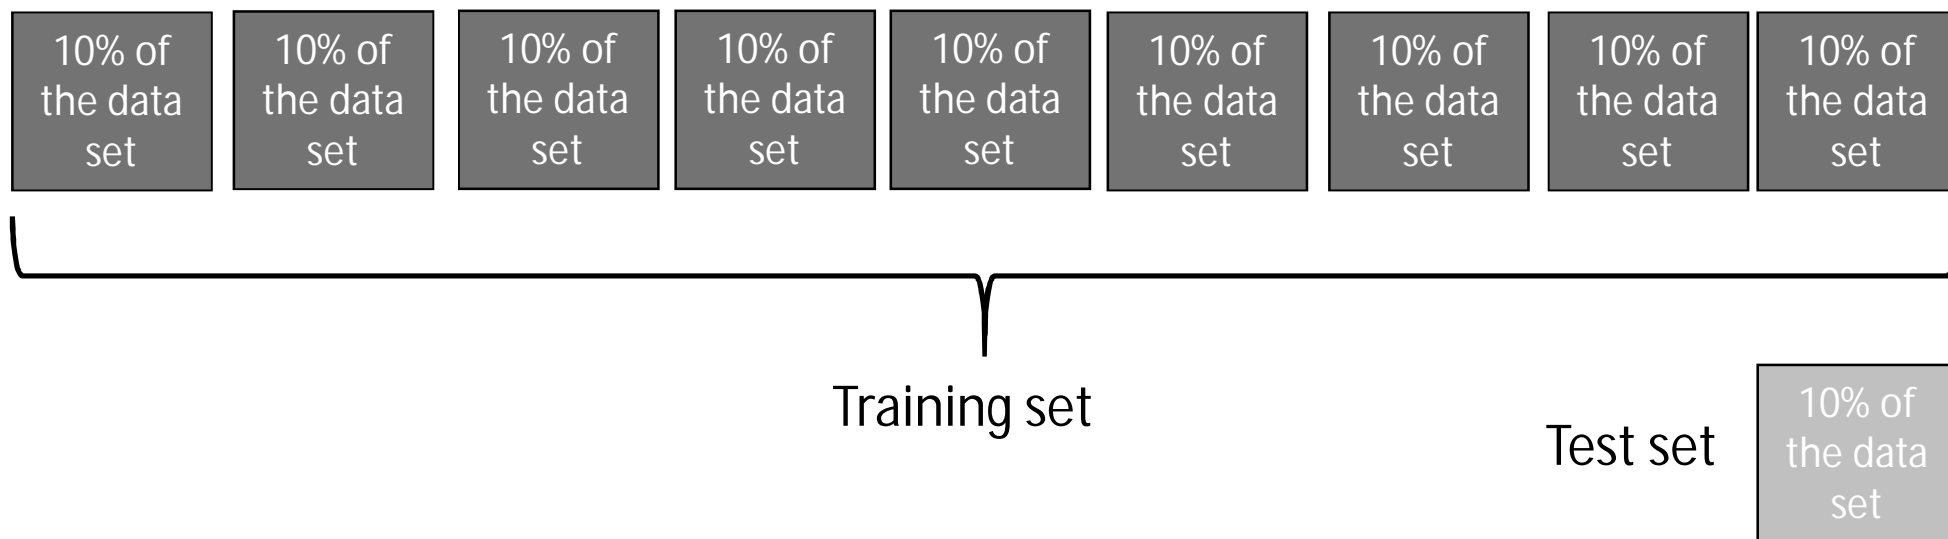 10% of
the data
set
10% of
the data
set
10% of
the data
set
10% of
the data
set
10% of
the data
set
10% of
the data
set
10% of
the data
set
10% of
the data
set
10% of
the data
set
Training set
Test set
10% of
the data
set